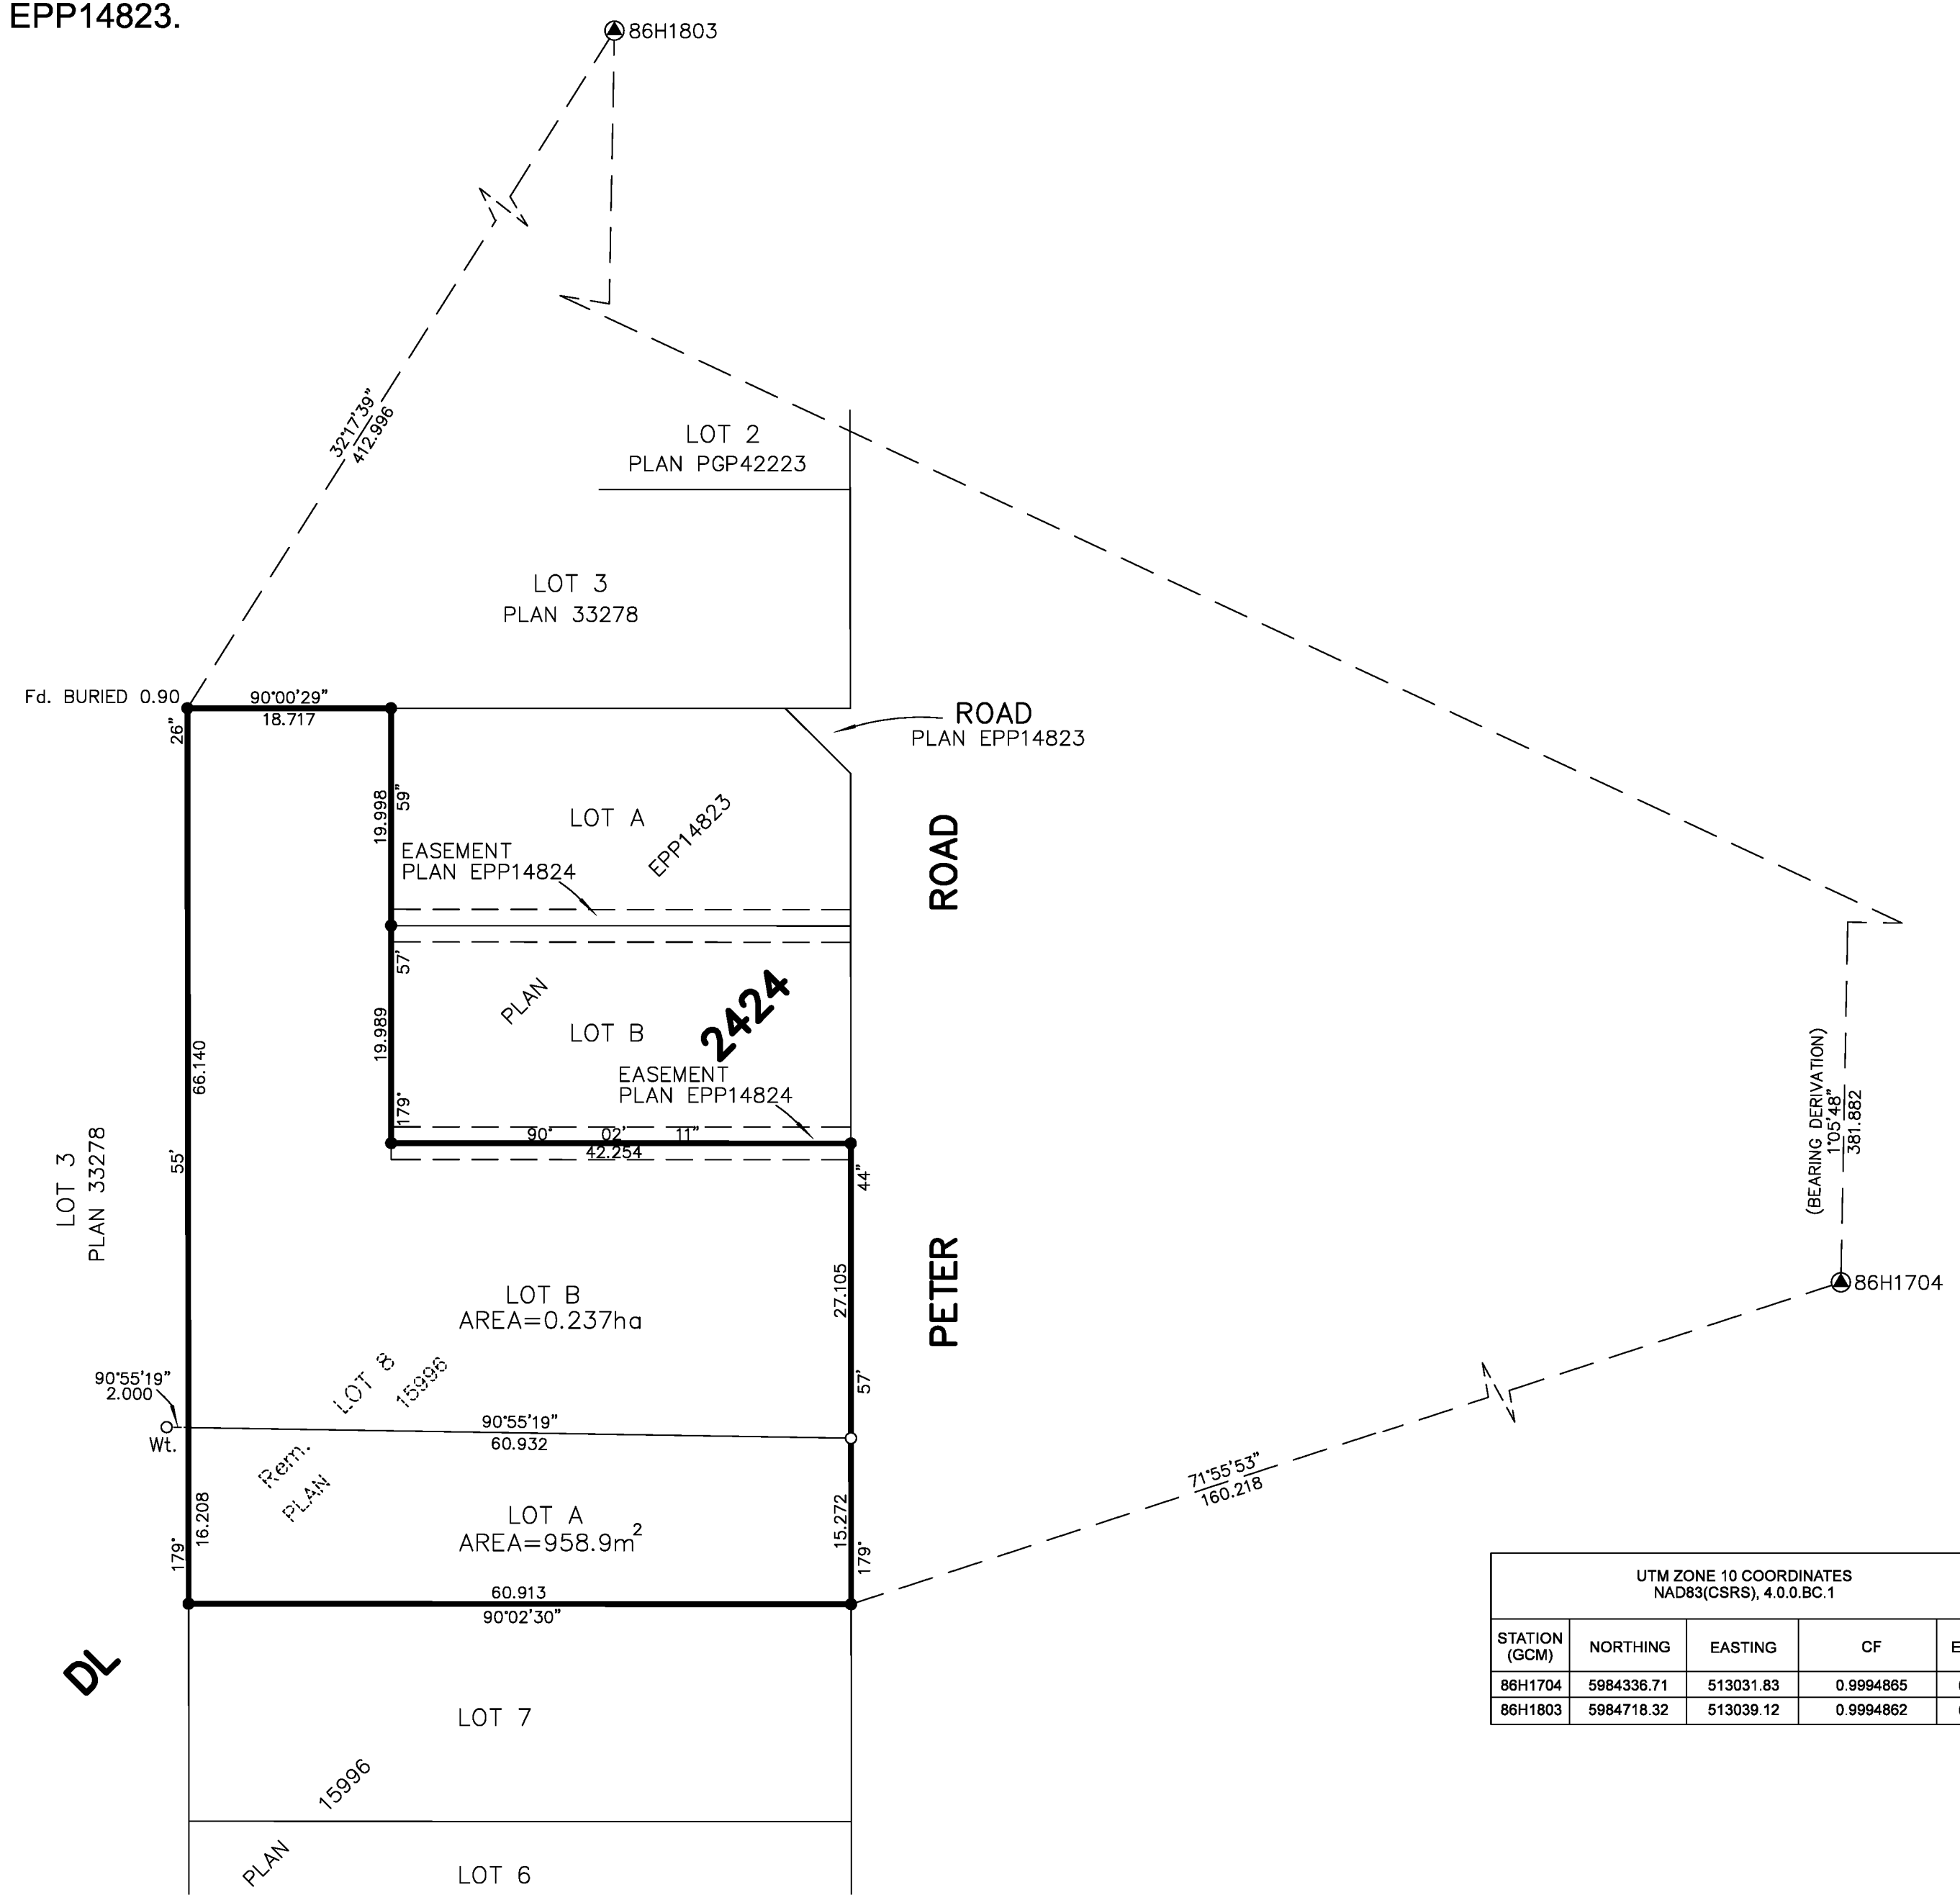 EPP14823.
86H1803
32°17'39"
412.996
LOT 2
PLAN PGP42223
LOT 3
PLAN 33278
Fd. BURIED 0.90
90°00'29"
18.717
26"
ROAD
PLAN EPP14823
19.998
59"
LOT A
EPP14823
EASEMENT
PLAN EPP14824
ROAD
57'
PLAN
LOT B
2424
19.989
179°
EASEMENT
PLAN EPP14824
90° 02' 11"
42.254
66.140
55'
LOT 3
PLAN 33278
44"
(BEARING DERIVATION)
1°05'48"
381.882
86H1704
PETER
27.105
57'
LOT B
AREA=0.237ha
LOT 8
15996
90°55'19"
2.000
Wt.
90°55'19"
60.932
Rem.
PLAN
71°55'53"
160.218
16.208
179°
LOT A
AREA=958.9m2
15.272
179°
60.913
90°02'30"
DL
UTM ZONE 10 COORDINATES
NAD83(CSRS), 4.0.0.BC.1
STATION (GCM) NORTHING EASTING CF
86H1704 5984336.71 513031.83 0.9994865
86H1803 5984718.32 513039.12 0.9994862
LOT 7
15996
PLAN
LOT 6